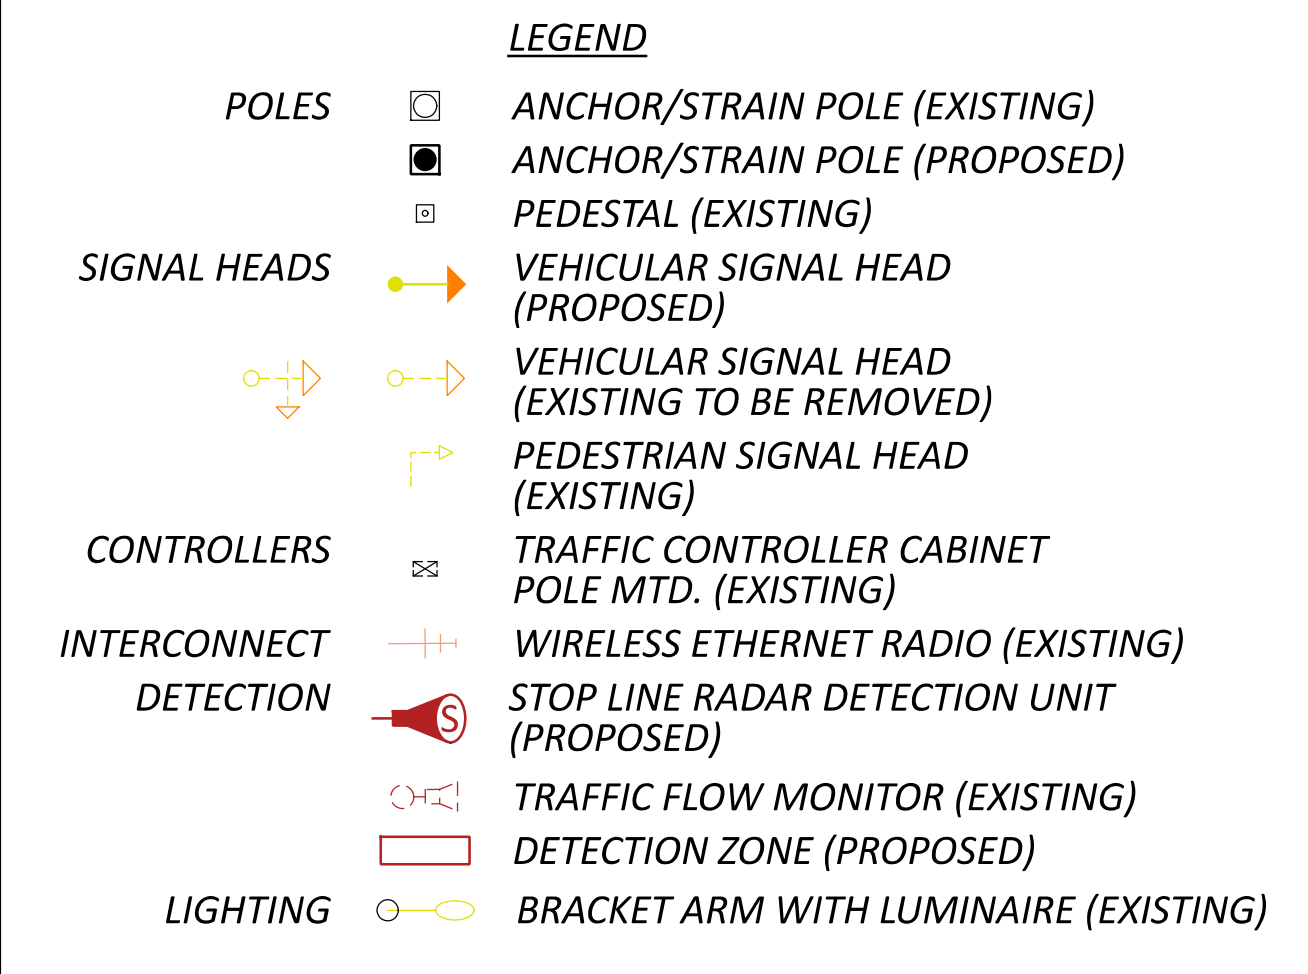 LEGEND
POLES ANCHOR/STRAIN POLE (EXISTING)
ANCHOR/STRAIN POLE (PROPOSED)
PEDESTAL (EXISTING)
SIGNAL HEADS VEHICULAR SIGNAL HEAD
(PROPOSED)
VEHICULAR SIGNAL HEAD
(EXISTING TO BE REMOVED)
PEDESTRIAN SIGNAL HEAD
(EXISTING)
CONTROLLERS TRAFFIC CONTROLLER CABINET
POLE MTD. (EXISTING)
INTERCONNECT WIRELESS ETHERNET RADIO (EXISTING)
DETECTION S STOP LINE RADAR DETECTION UNIT
(PROPOSED)
TRAFFIC FLOW MONITOR (EXISTING)
DETECTION ZONE (PROPOSED)
LIGHTING BRACKET ARM WITH LUMINAIRE (EXISTING)